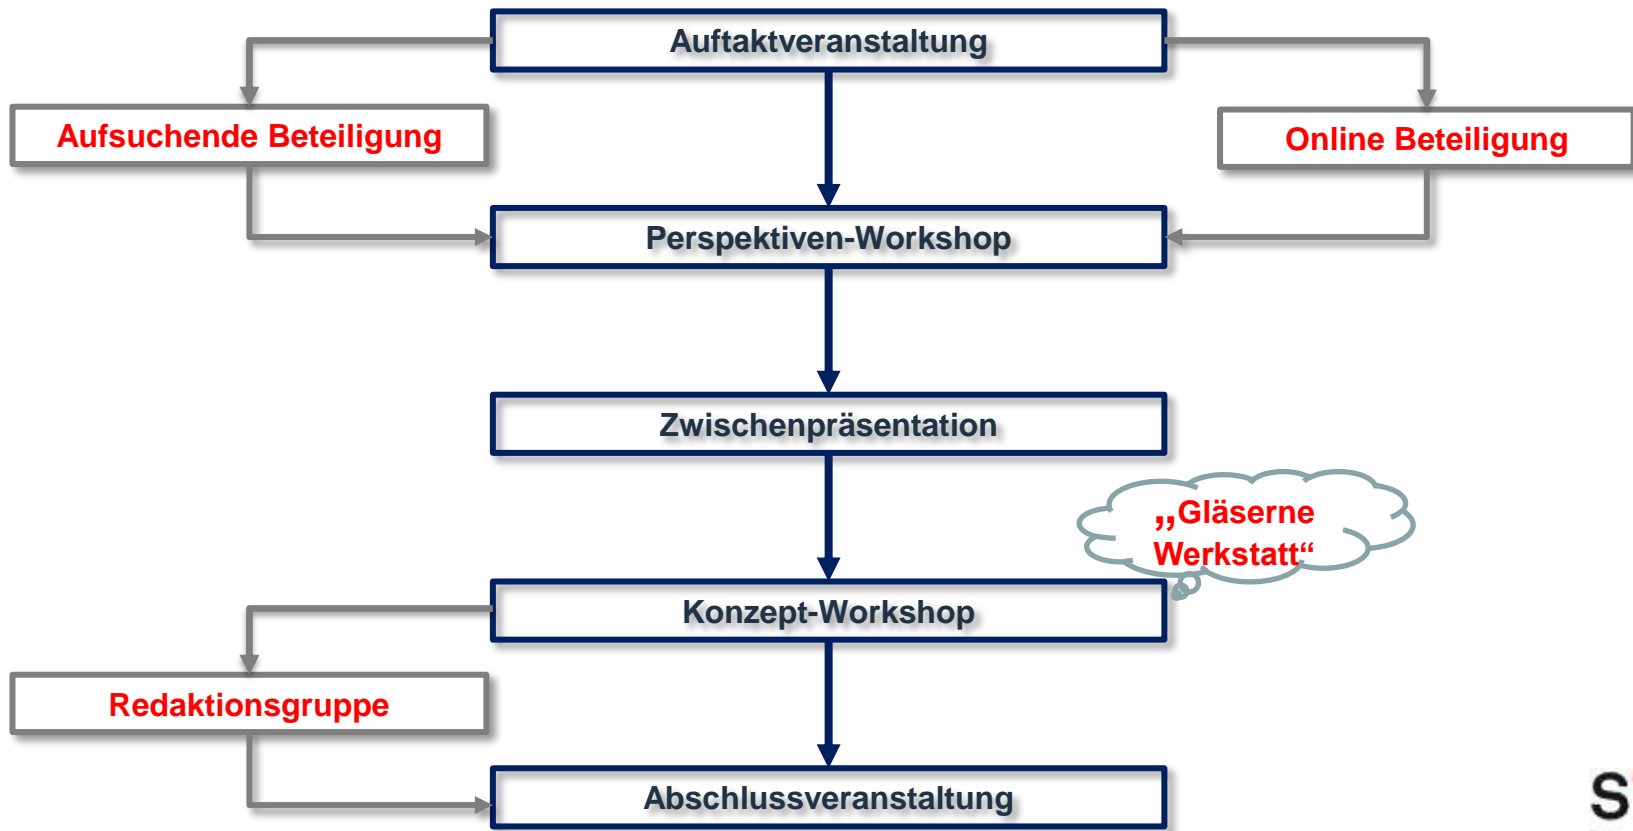 Auftaktveranstaltung
Aufsuchende Beteiligung
Online Beteiligung
Perspektiven-Workshop
Zwischenpräsentation
„Gläserne
Werkstatt“
Konzept-Workshop
Redaktionsgruppe
Abschlussveranstaltung
S